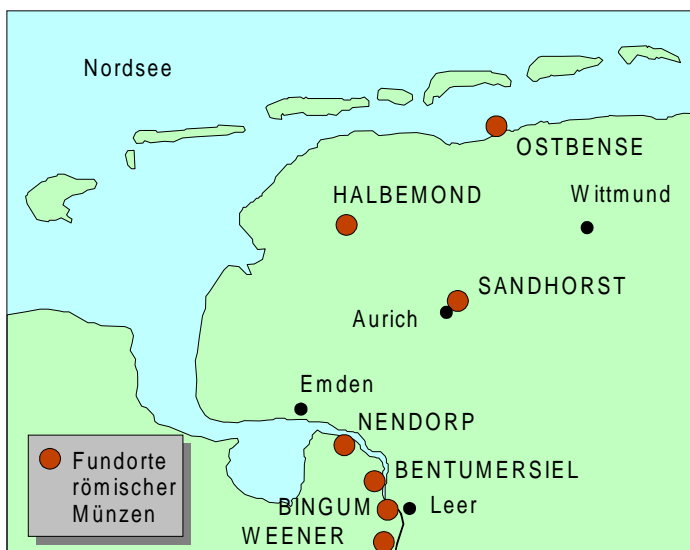 Nordsee
OSTBENSE
HALBEMOND
Wittmund
SANDHORST
Aurich
Emden
NENDORP
BENTUMERSIEL
BINGUM
Leer
WEENER
Fundorte
römischer
Münzen